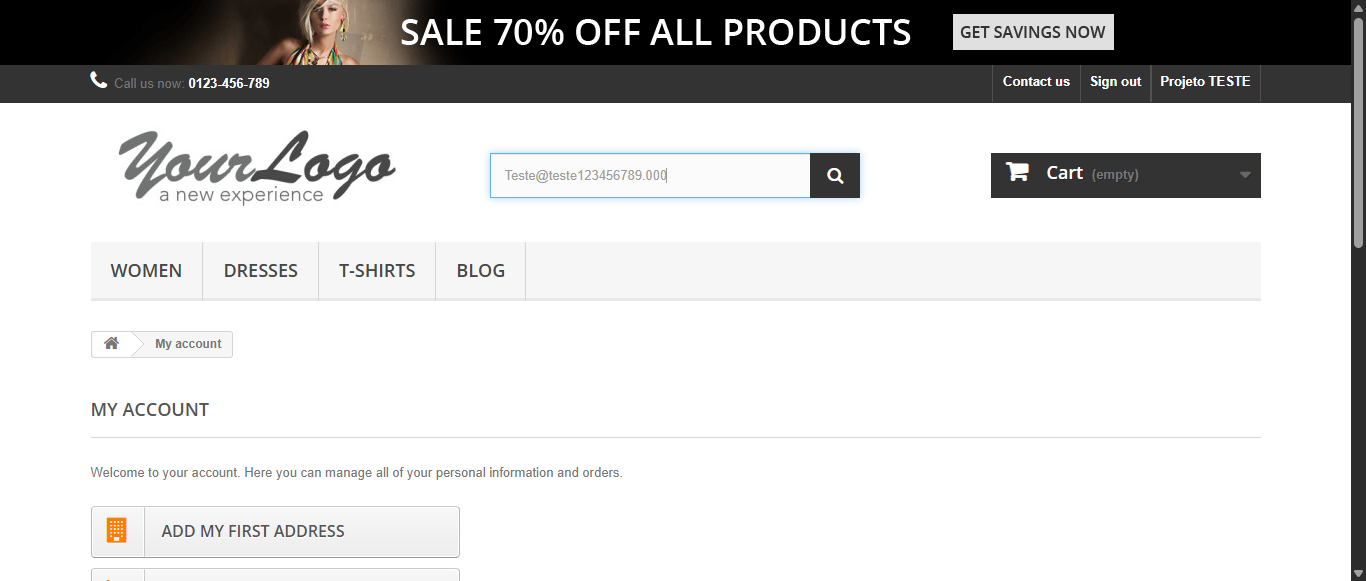 SALE 70% OFF ALL PRODUCTS GET SAVINGS NOW
Call us now: 0123-456-789 Contact us Sign out Projeto TESTE
YourLogo
a new experience
Teste@teste123456789.000
Cart (empty)
WOMEN DRESSES T-SHIRTS BLOG
My account
MY ACCOUNT
Welcome to your account. Here you can manage all of your personal information and orders.
ADD MY FIRST ADDRESS